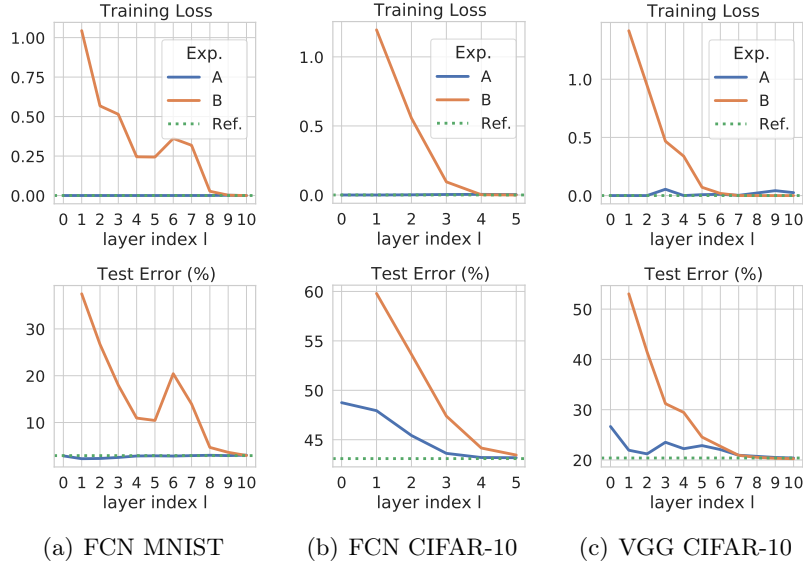 Training Loss
1.00
0.75
0.50
0.25
0.00
Exp.
A
B
Ref.
0 1 2 3 4 5 6 7 8 9 10
layer index l
Training Loss
1.0
0.5
0.0
Exp.
A
B
Ref.
0 1 2 3 4 5
layer index l
Training Loss
1.0
0.5
0.0
Exp.
A
B
Ref.
0 1 2 3 4 5 6 7 8 9 10
layer index l
Test Error (%)
30
20
10
0 1 2 3 4 5 6 7 8 9 10
layer index l
Test Error (%)
60
55
50
45
0 1 2 3 4 5
layer index l
Test Error (%)
50
40
30
20
0 1 2 3 4 5 6 7 8 9 10
layer index l
(a) FCN MNIST
(b) FCN CIFAR-10
(c) VGG CIFAR-10